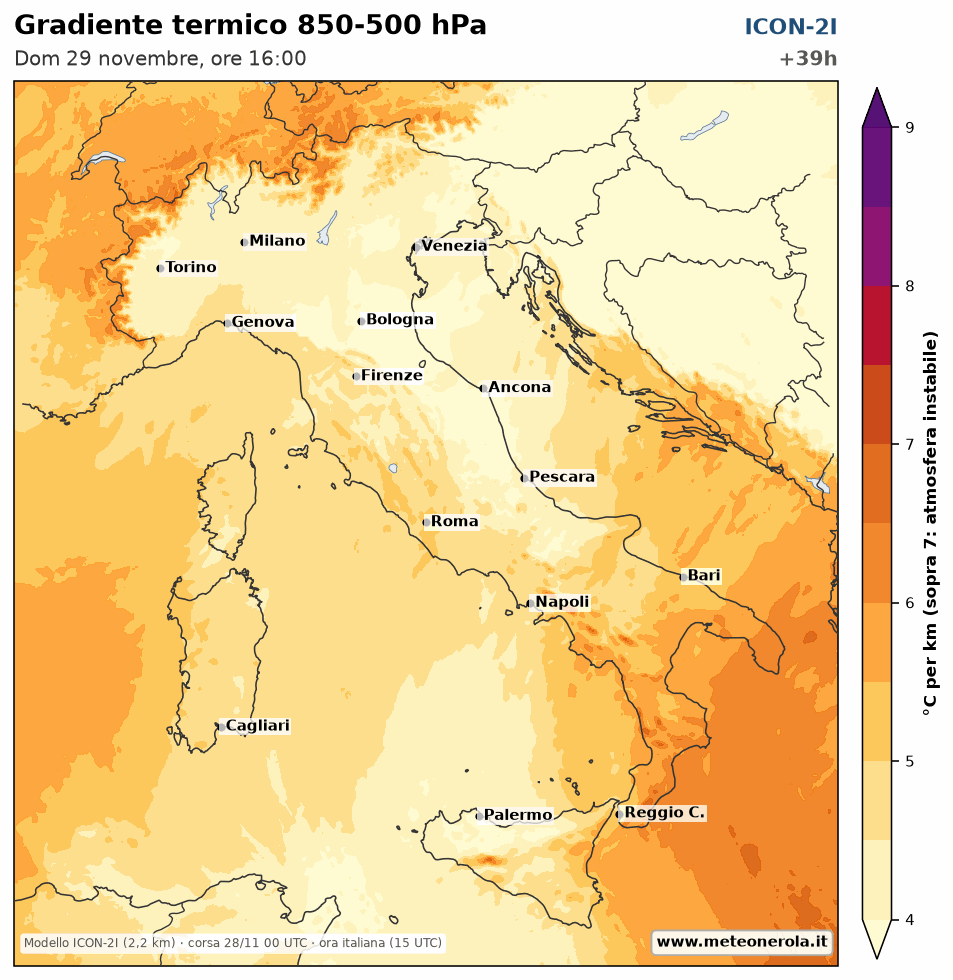 Gradiente termico 850-500 hPa
ICON-2I
Dom 29 novembre, ore 16:00
+39h
Milano
Venezia
Torino
Genova
Bologna
Firenze
Ancona
Pescara
Roma
Bari
Napoli
Cagliari
Palermo
Reggio C.
9
8
7
6
5
4
°C per km (sopra 7: atmosfera instabile)
Modello ICON-2I (2,2 km) · corsa 28/11 00 UTC · ora italiana (15 UTC)
www.meteonerola.it